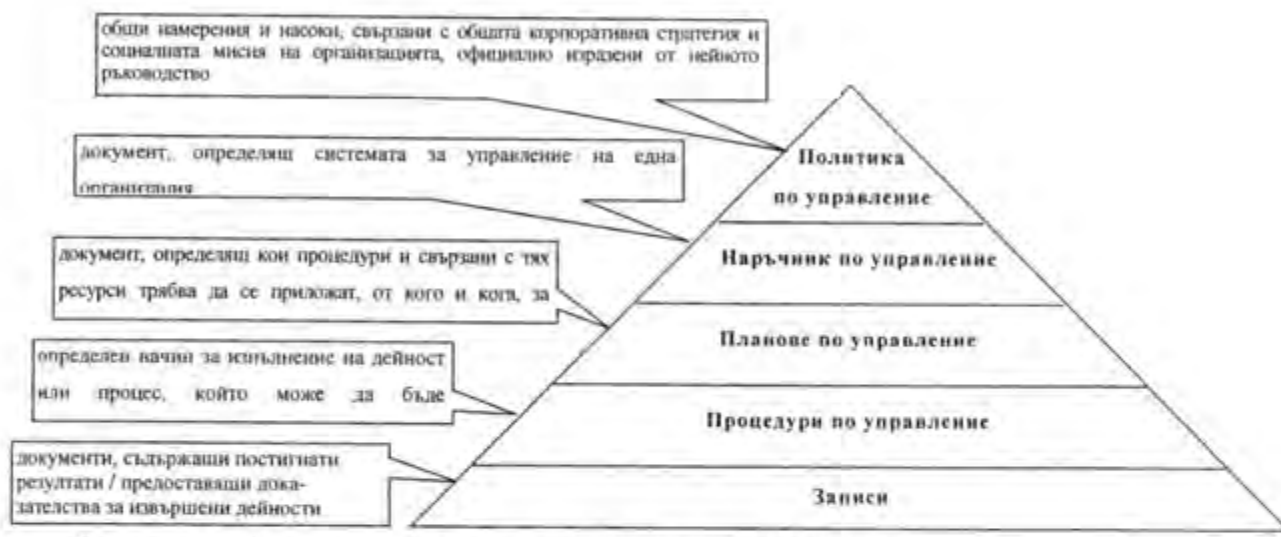 общи намерения и насоки, свързани с общата корпоративна стратегия и
социалната мисия на организацията, официално изразени от нейното
ръководство
документ, определящ системата за управление на една
организация
Политика
по управление
документ, определящ кои процедури и свързани с тях
ресурси трябва да се приложат, от кого и кога, за
Наръчник по управление
Планове по управление
определен начин за изпълнение на дейност
или процес, който може да бъде
Процедури по управление
документи, съдържащи постигнати
резултати / предоставящи дока-
зателства за извършени дейности
Записи